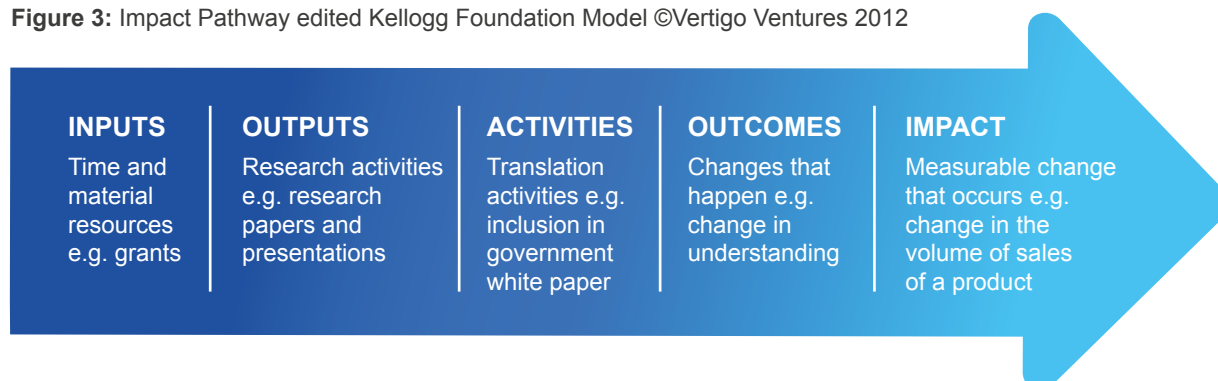 Figure 3: Impact Pathway edited Kellogg Foundation Model ©Vertigo Ventures 2012
INPUTS
Time and
material
resources
e.g. grants
OUTPUTS
Research activities
e.g. research
papers and
presentations
ACTIVITIES
Translation
activities e.g.
inclusion in
government
white paper
OUTCOMES
Changes that
happen e.g.
change in
understanding
IMPACT
Measurable change
that occurs e.g.
change in the
volume of sales
of a product